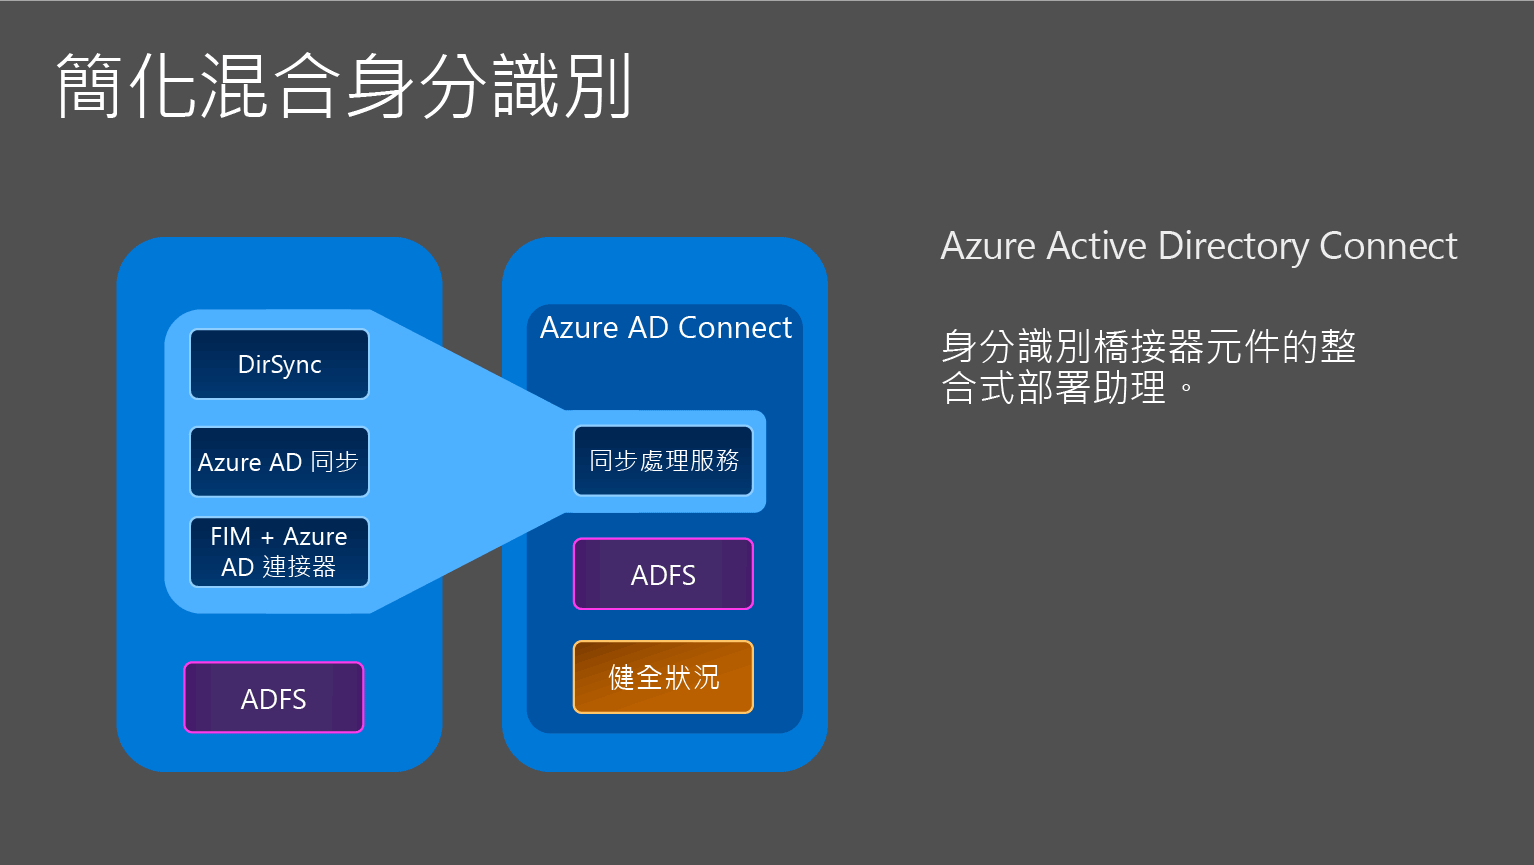 簡化混合身分識別
DirSync
Azure AD 同步
FIM + Azure
AD 連接器
ADFS
Azure AD Connect
同步處理服務
ADFS
健全狀況
Azure Active Directory Connect
身分識別橋接器元件的整
合式部署助理。